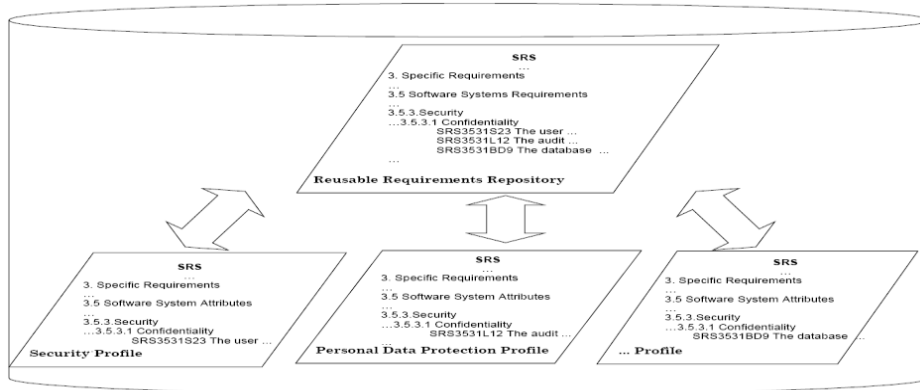 SRS
...
3. Specific Requirements
...
3.5 Software Systems Requirements
...
3.5.3.Security
...3.5.3.1 Confidentiality
SRS3531S23 The user ...
SRS3531L12 The audit ...
SRS3531BD9 The database ...
...
Reusable Requirements Repository
SRS
...
3. Specific Requirements
...
3.5 Software System Attributes
...
3.5.3.Security
...3.5.3.1 Confidentiality
SRS3531S23 The user ...
Security Profile
SRS
...
3. Specific Requirements
...
3.5 Software System Attributes
...
3.5.3.Security
...3.5.3.1 Confidentiality
SRS3531L12 The audit ...
...
Personal Data Protection Profile
SRS
...
3. Specific Requirements
...
3.5 Software System Attributes
...
3.5.3.Security
...3.5.3.1 Confidentiality
SRS3531BD9 The database ...
... Profile